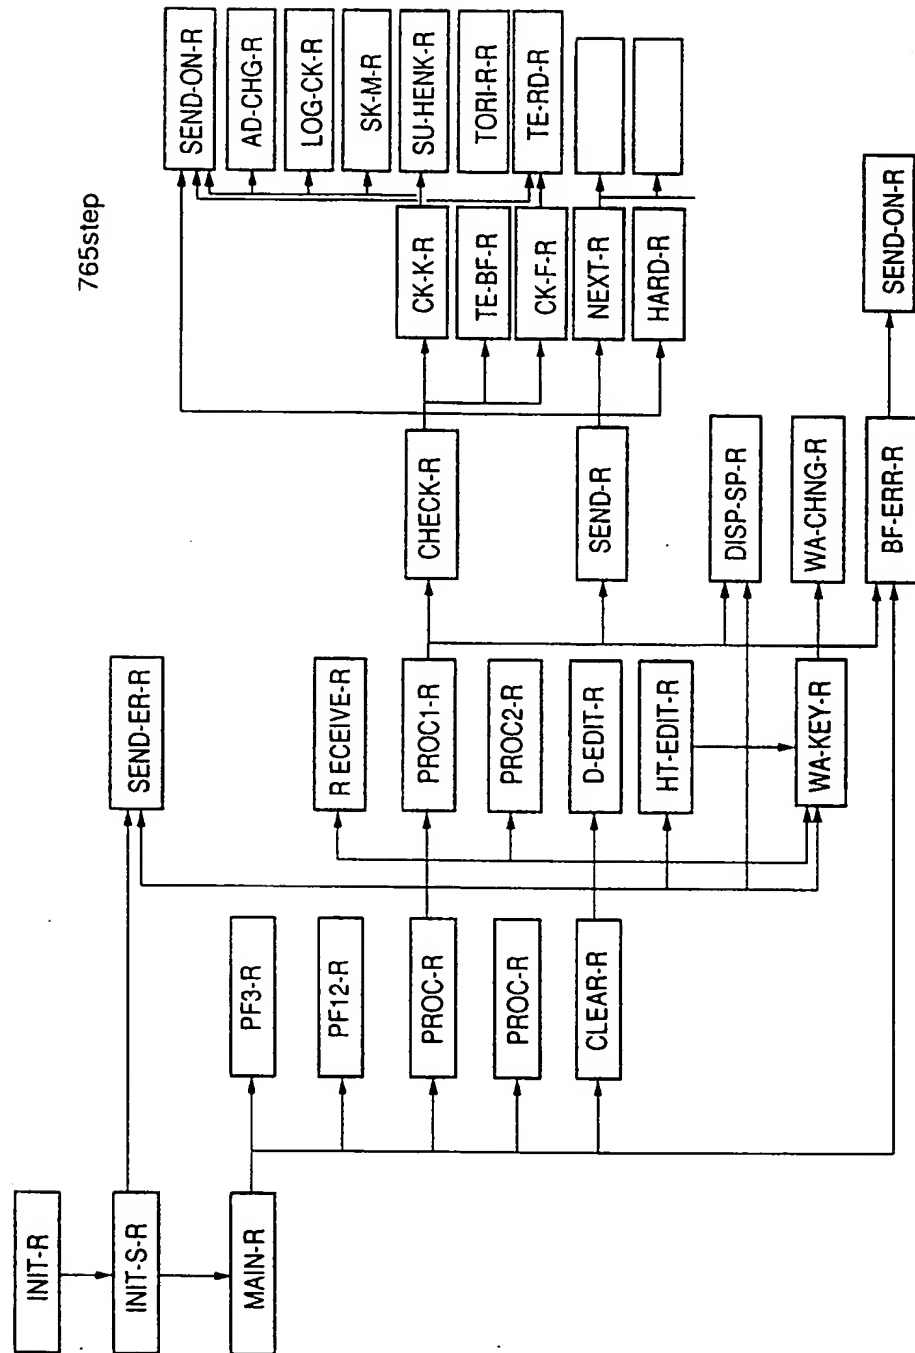 INIT-R
765step
INIT-S-R
SEND-ER-R
SEND-ON-R
MAIN-R
PF3-R
AD-CHG-R
LOG-CK-R
PF12-R
R ECEIVE-R
SK-M-R
PROC-R
PROC1-R
CHECK-R
CK-K-R
SU-HENK-R
PROC-R
PROC2-R
TE-BF-R
TORI-R-R
CK-F-R
TE-RD-R
CLEAR-R
D-EDIT-R
SEND-R
NEXT-R
HT-EDIT-R
HARD-R
DISP-SP-R
WA-KEY-R
WA-CHNG-R
BF-ERR-R
SEND-ON-R